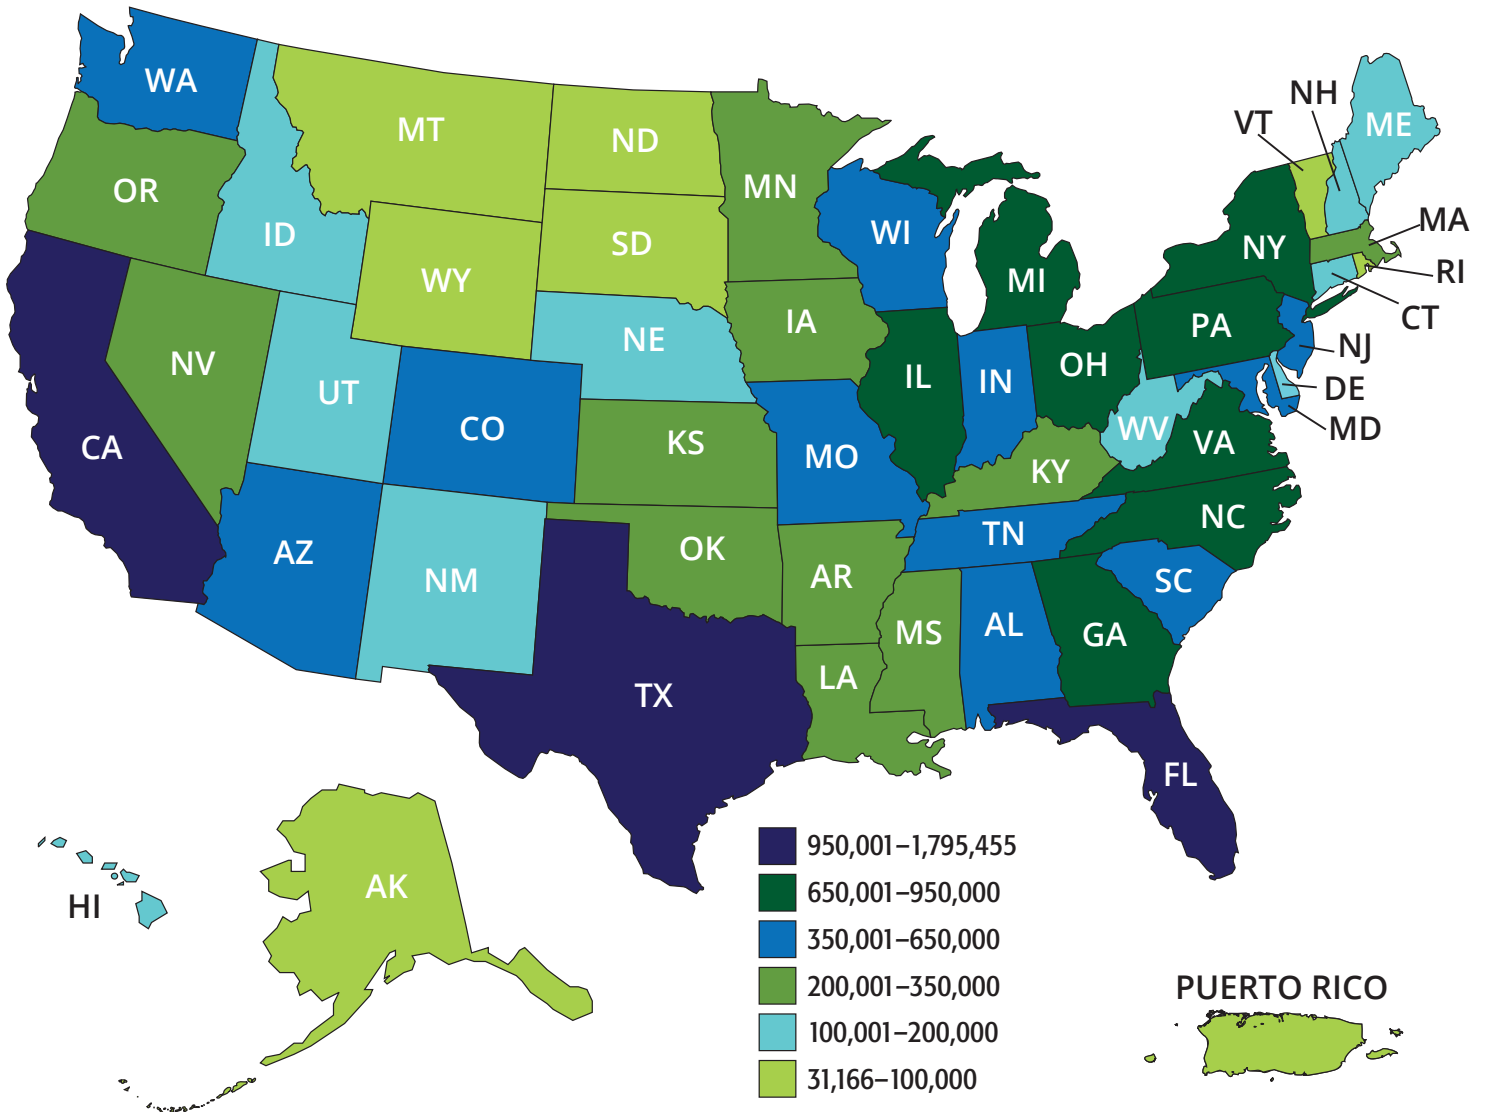 WA
MT
ND
MN
OR
ID
WY
SD
WI
MI
NY
VT
NH
ME
MA
RI
CT
NJ
DE
MD
PA
NV
UT
NE
IA
IL
IN
OH
CA
CO
KS
MO
KY
WV
VA
AZ
NM
OK
AR
TN
NC
SC
TX
LA
MS
AL
GA
FL
HI
AK
950,001–1,795,455
650,001–950,000
350,001–650,000
200,001–350,000
100,001–200,000
31,166–100,000
PUERTO RICO